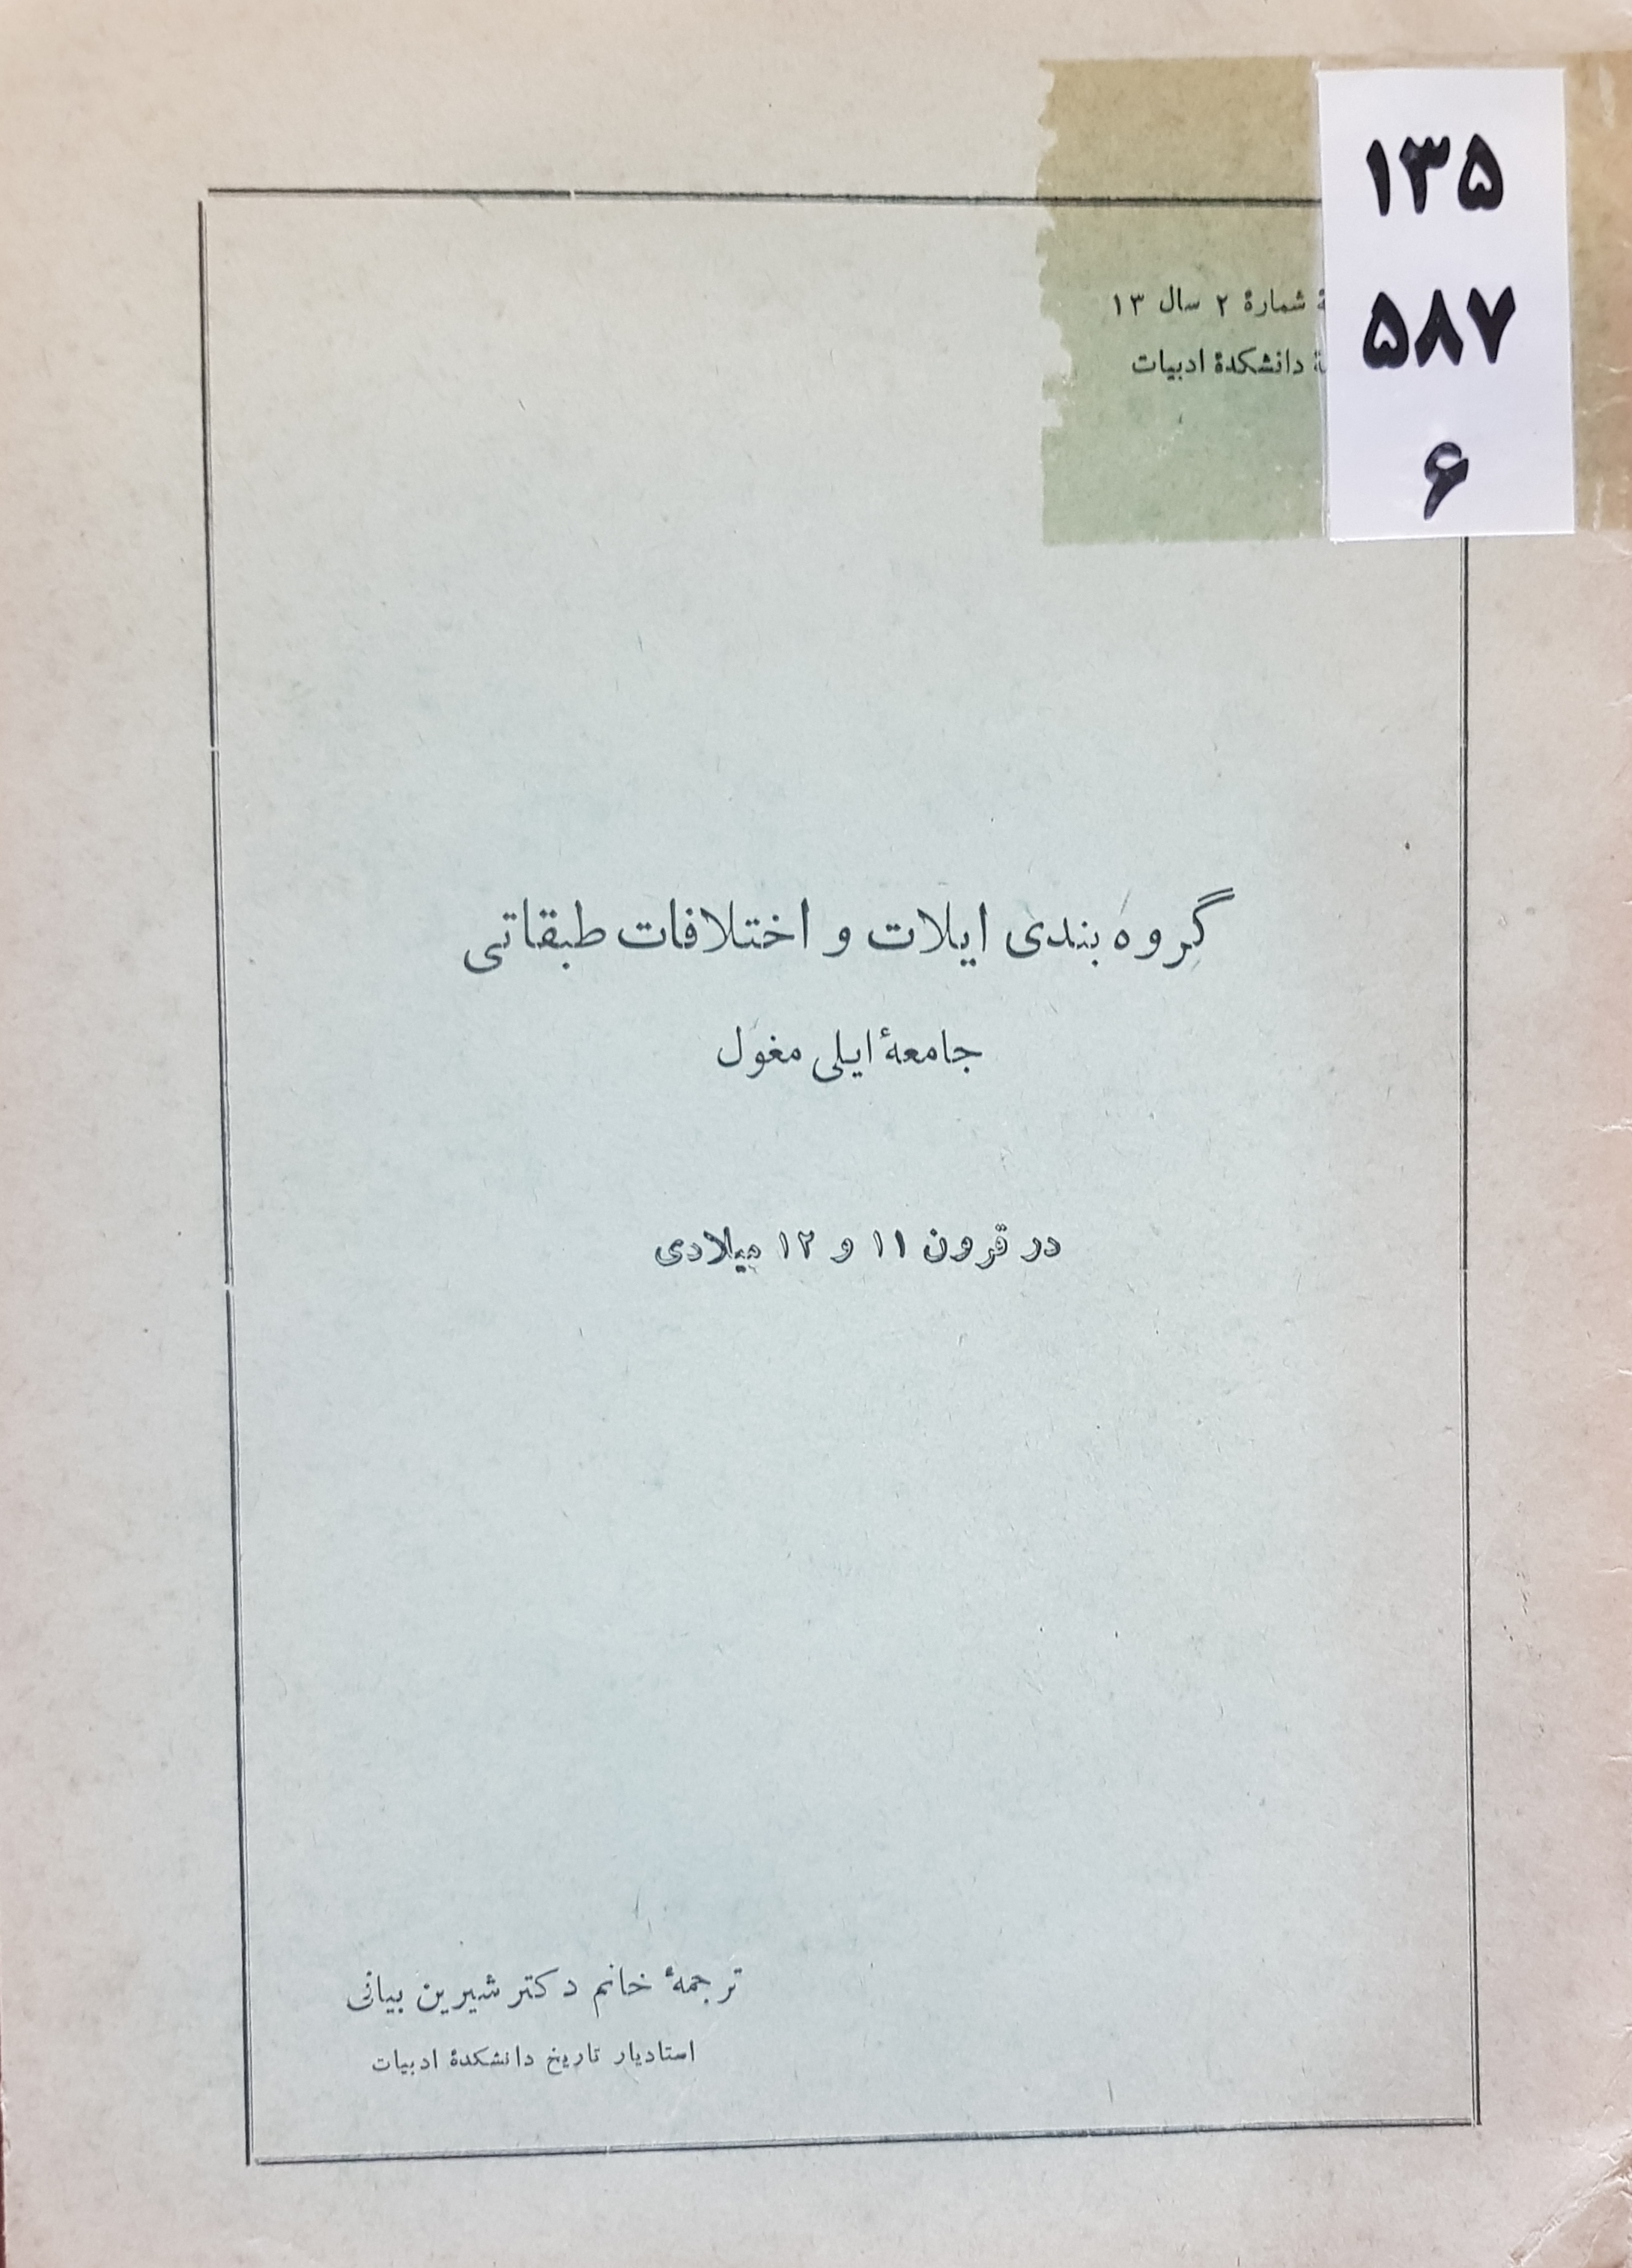 ۱۳۵
۵۸۷
۶
شمارهٔ ۲ سال ۱۳
دانشکدهٔ ادبیات
گروه بندی ایلات و اختلافات طبقاتی
جامعهٔ ایلی مغول
در قرون ۱۱ و ۱۲ میلادی
ترجمهٔ خانم دکتر شیرین بیانی
استادیار تاریخ دانشکدهٔ ادبیات